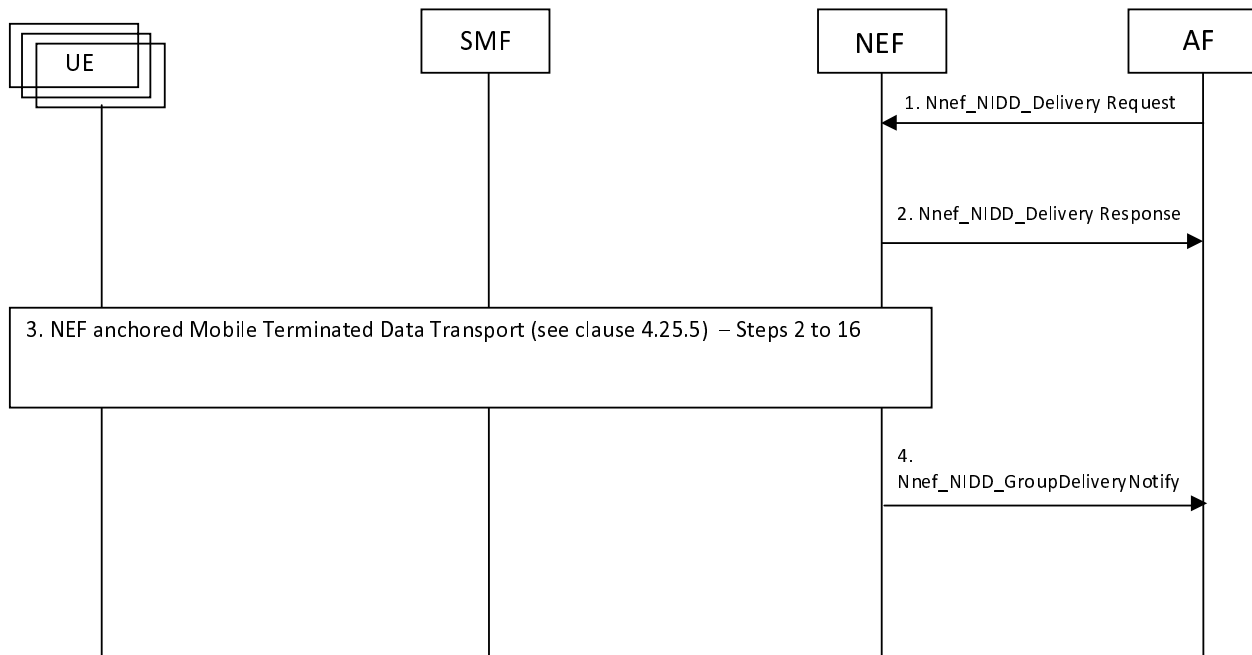 UE
SMF
NEF
AF
1. Nnef_NIDD_Delivery Request
2. Nnef_NIDD_Delivery Response
3. NEF anchored Mobile Terminated Data Transport (see clause 4.25.5) – Steps 2 to 16
4.
Nnef_NIDD_GroupDeliveryNotify